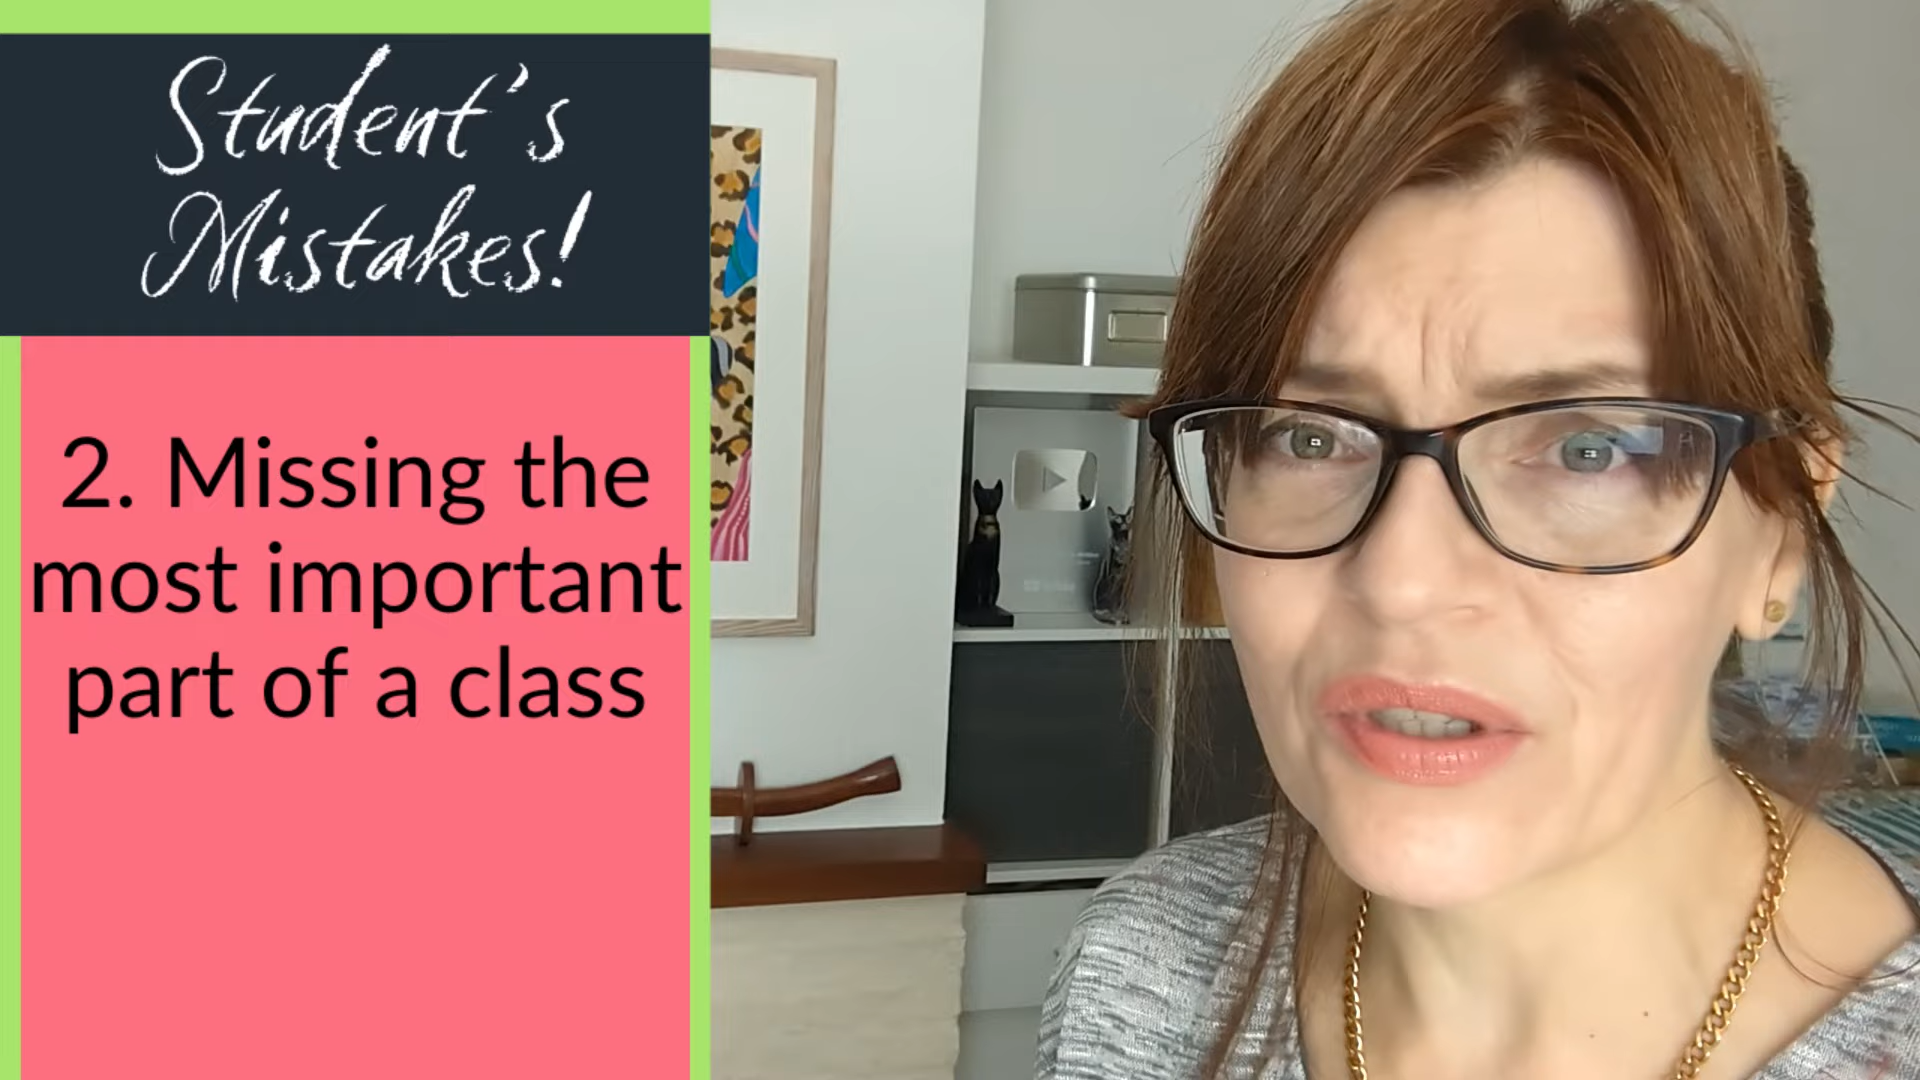 Student's
Mistakes!
2. Missing the
most important
part of a class